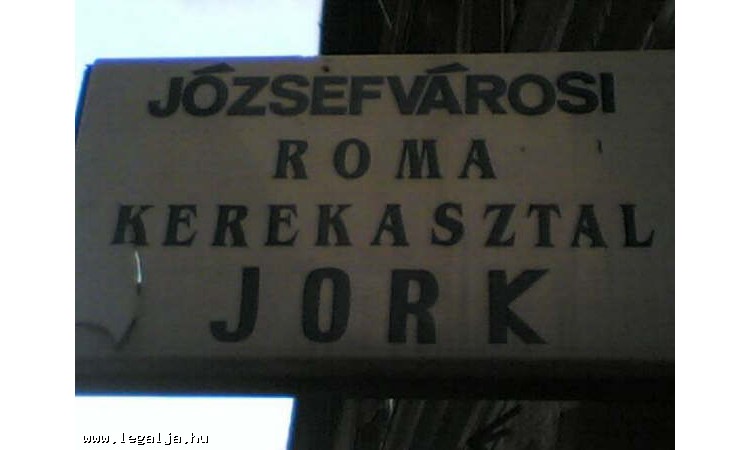 JÓZSEFVÁROSI
ROMA
KEREKASZTAL
JORK
www.legalja.hu